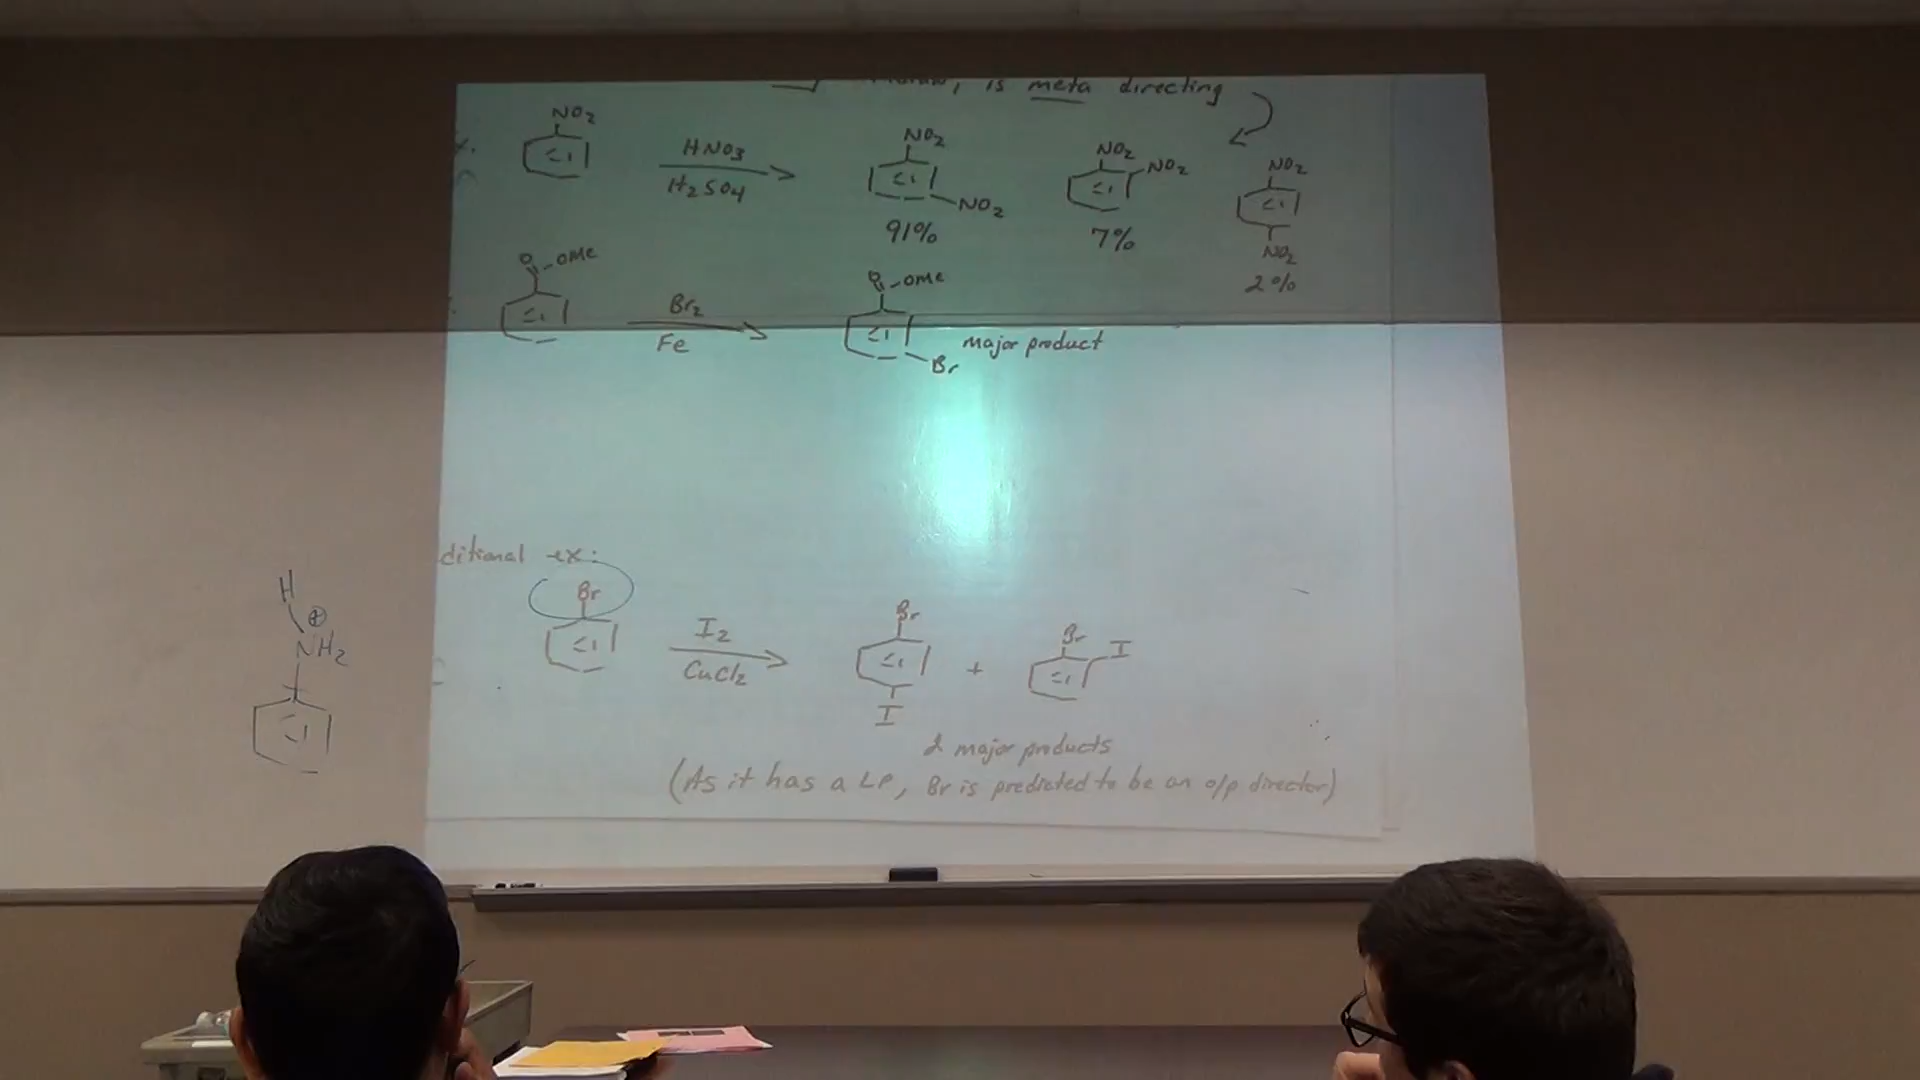 is meta directing
NO2
HNO3
H2SO4
NO2
NO2
91%
NO2
NO2
7%
NO2
NO2
2%
O OMe
Br2
Fe
O OMe
Br
major product
ditional ex:
Br
I2
CuCl2
Br
I
+
Br
I
2 major products
(As it has a LP, Br is predicted to be an o/p director)
H
⊕
NH2